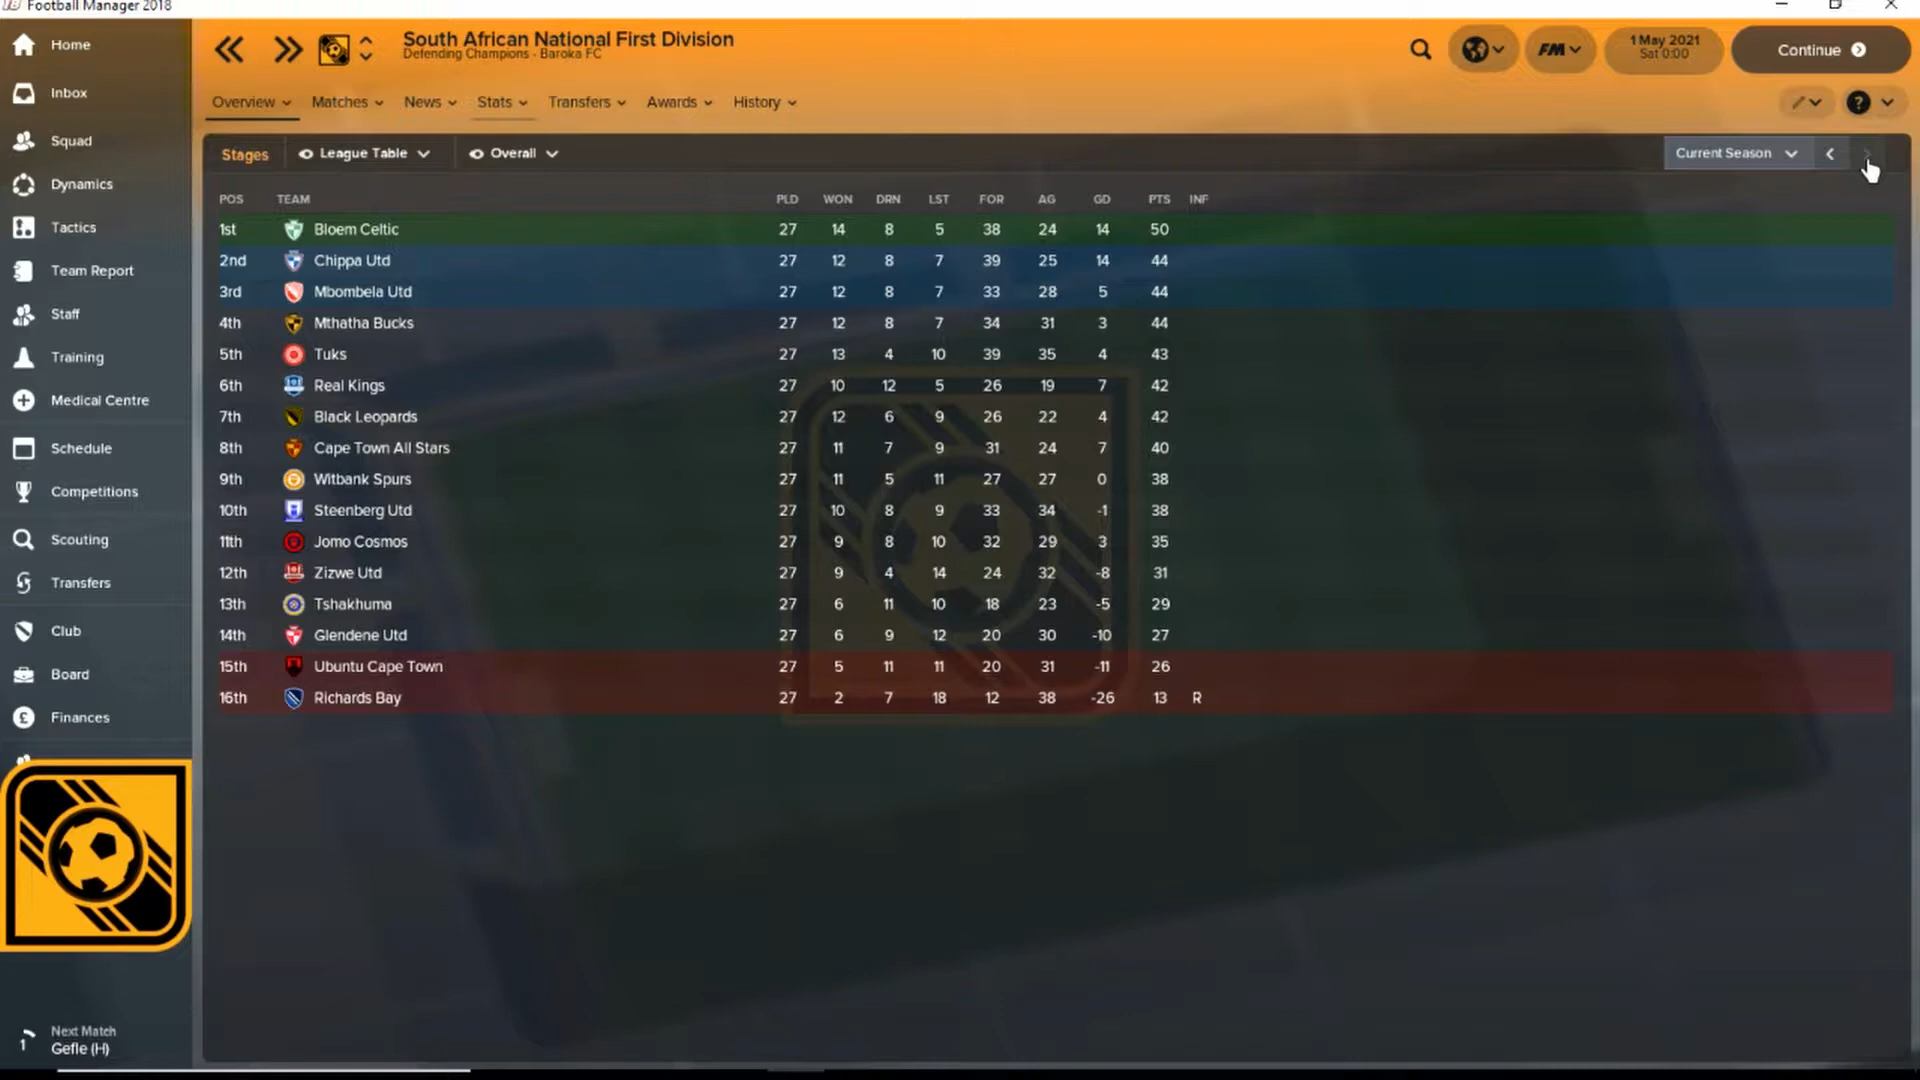 Football Manager 2018
Home
Inbox
Squad
Dynamics
Tactics
Team Report
Staff
Training
Medical Centre
Schedule
Competitions
Scouting
Transfers
Club
Board
Finances
1 Next Match
Gefle (H)
South African National First Division
Defending Champions - Baroka FC
FM
1 May 2021
Sat 0:00
Continue
Overview Matches News Stats Transfers Awards History
?
Stages League Table Overall Current Season
POS TEAM PLD WON DRN LST FOR AG GD PTS INF
1st Bloem Celtic 27 14 8 5 38 24 14 50
2nd Chippa Utd 27 12 8 7 39 25 14 44
3rd Mbombela Utd 27 12 8 7 33 28 5 44
4th Mthatha Bucks 27 12 8 7 34 31 3 44
5th Tuks 27 13 4 10 39 35 4 43
6th Real Kings 27 10 12 5 26 19 7 42
7th Black Leopards 27 12 6 9 26 22 4 42
8th Cape Town All Stars 27 11 7 9 31 24 7 40
9th Witbank Spurs 27 11 5 11 27 27 0 38
10th Steenberg Utd 27 10 8 9 33 34 -1 38
11th Jomo Cosmos 27 9 8 10 32 29 3 35
12th Zizwe Utd 27 9 4 14 24 32 -8 31
13th Tshakhuma 27 6 11 10 18 23 -5 29
14th Glendene Utd 27 6 9 12 20 30 -10 27
15th Ubuntu Cape Town 27 5 11 11 20 31 -11 26
16th Richards Bay 27 2 7 18 12 38 -26 13 R